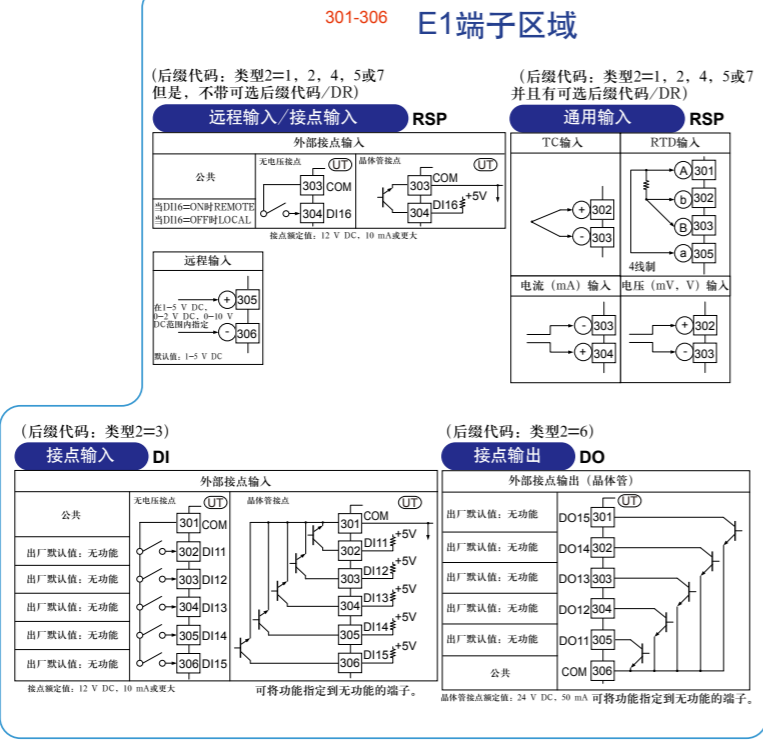 301-306 E1端子区域
(后缀代码：类型2=1，2，4，5或7
但是，不带可选后缀代码/DR)
远程输入/接点输入 RSP
外部接点输入
公共
无电压接点 UT
晶体管接点 UT
303 COM
303 COM
当DI16=ON时REMOTE
当DI16=OFF时LOCAL
304 DI16
304 DI16 +5V
接点额定值：12 V DC，10 mA或更大
远程输入
+ 305
在1-5 V DC，
0-2 V DC，0-10 V
DC范围内指定
- 306
默认值：1-5 V DC
(后缀代码：类型2=1，2，4，5或7
并且有可选后缀代码/DR)
通用输入 RSP
TC输入
+ 302
- 303
RTD输入
A 301
b 302
B 303
a 305
4线制
电流（mA）输入
- 303
+ 304
电压（mV，V）输入
+ 302
- 303
(后缀代码：类型2=3)
接点输入 DI
外部接点输入
公共
无电压接点 UT
晶体管接点 UT
301 COM
301 COM
出厂默认值：无功能
302 DI11
302 DI11 +5V
出厂默认值：无功能
303 DI12
303 DI12 +5V
出厂默认值：无功能
304 DI13
304 DI13 +5V
出厂默认值：无功能
305 DI14
305 DI14 +5V
出厂默认值：无功能
306 DI15
306 DI15 +5V
接点额定值：12 V DC，10 mA或更大
可将功能指定到无功能的端子。
(后缀代码：类型2=6)
接点输出 DO
外部接点输出（晶体管）
UT
出厂默认值：无功能 DO15 301
出厂默认值：无功能 DO14 302
出厂默认值：无功能 DO13 303
出厂默认值：无功能 DO12 304
出厂默认值：无功能 DO11 305
公共 COM 306
晶体管接点额定值：24 V DC，50 mA 可将功能指定到无功能的端子。